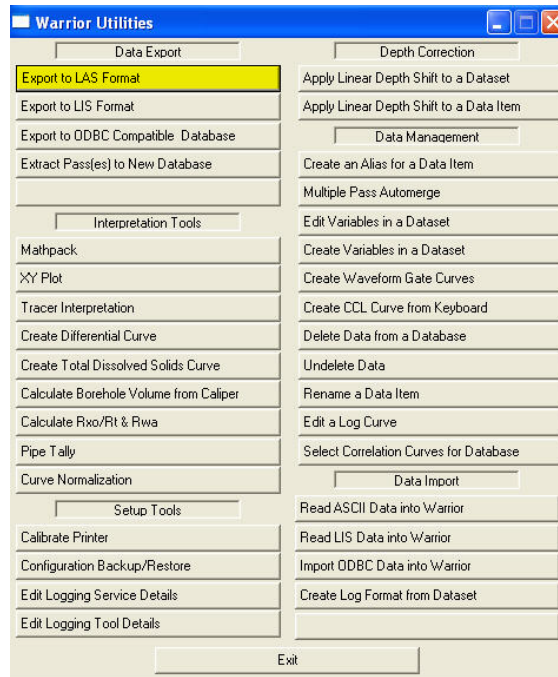 Warrior Utilities
Data Export
Export to LAS Format
Export to LIS Format
Export to ODBC Compatible Database
Extract Pass(es) to New Database
Interpretation Tools
Mathpack
XY Plot
Tracer Interpretation
Create Differential Curve
Create Total Dissolved Solids Curve
Calculate Borehole Volume from Caliper
Calculate Rxo/Rt & Rwa
Pipe Tally
Curve Normalization
Setup Tools
Calibrate Printer
Configuration Backup/Restore
Edit Logging Service Details
Edit Logging Tool Details
Depth Correction
Apply Linear Depth Shift to a Dataset
Apply Linear Depth Shift to a Data Item
Data Management
Create an Alias for a Data Item
Multiple Pass Automerge
Edit Variables in a Dataset
Create Variables in a Dataset
Create Waveform Gate Curves
Create CCL Curve from Keyboard
Delete Data from a Database
Undelete Data
Rename a Data Item
Edit a Log Curve
Select Correlation Curves for Database
Data Import
Read ASCII Data into Warrior
Read LIS Data into Warrior
Import ODBC Data into Warrior
Create Log Format from Dataset
Exit